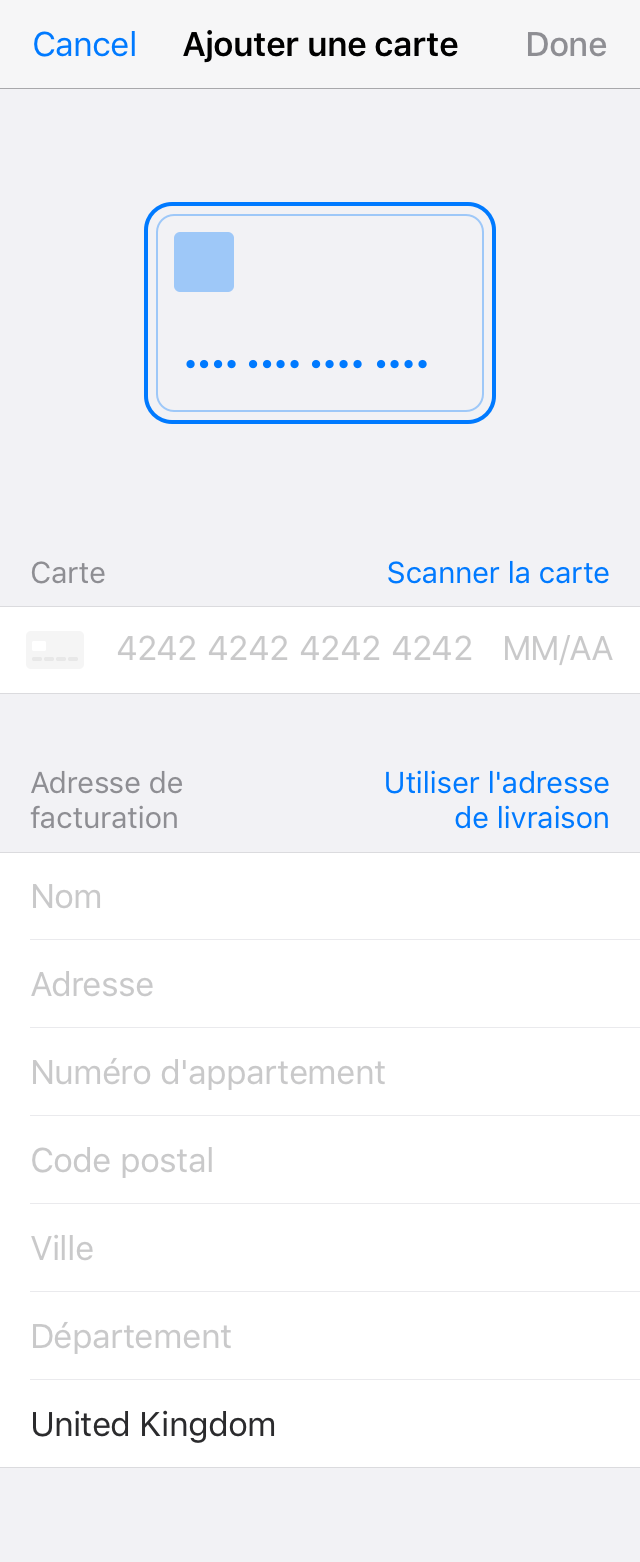 Cancel Ajouter une carte Done
•••• •••• •••• ••••
Carte Scanner la carte
4242 4242 4242 4242 MM/AA
Adresse de Utiliser l'adresse
facturation de livraison
Nom
Adresse
Numéro d'appartement
Code postal
Ville
Département
United Kingdom